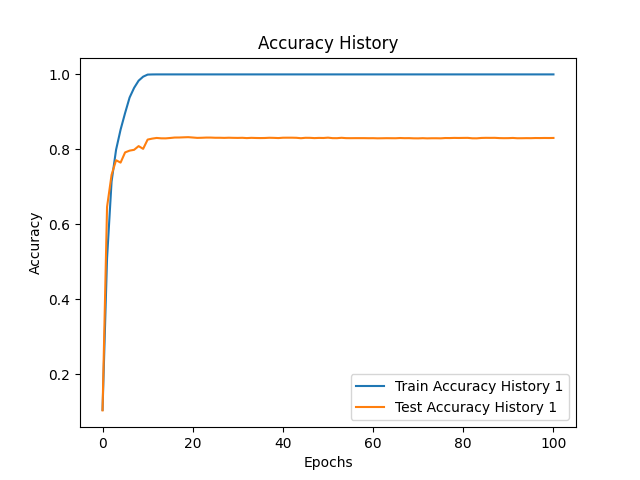 Accuracy History
1.0
0.8
0.6
0.4
0.2
Accuracy
0 20 40 60 80 100
Epochs
Train Accuracy History 1
Test Accuracy History 1